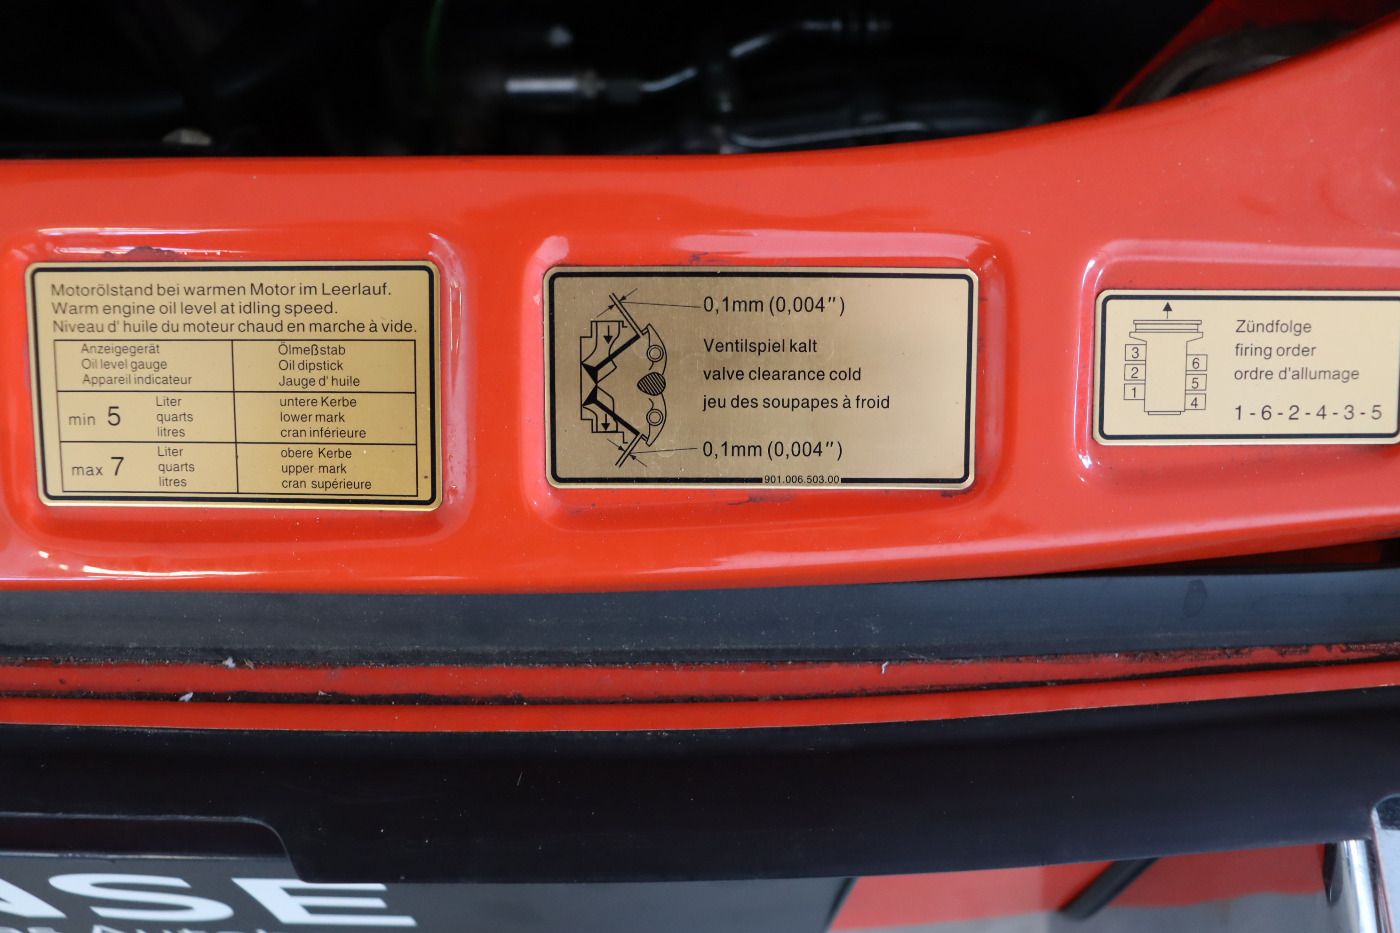 Motorölstand bei warmen Motor im Leerlauf.
Warm engine oil level at idling speed.
Niveau d' huile du moteur chaud en marche à vide.
Anzeigegerät
Oil level gauge
Appareil indicateur
Ölmeßstab
Oil dipstick
Jauge d' huile
min 5
Liter
quarts
litres
untere Kerbe
lower mark
cran inférieure
max 7
Liter
quarts
litres
obere Kerbe
upper mark
cran supérieure
0,1mm (0,004″)
Ventilspiel kalt
valve clearance cold
jeu des soupapes à froid
0,1mm (0,004″)
901.006.503.00
3
2
1
6
5
4
Zündfolge
firing order
ordre d'allumage
1-6-2-4-3-5